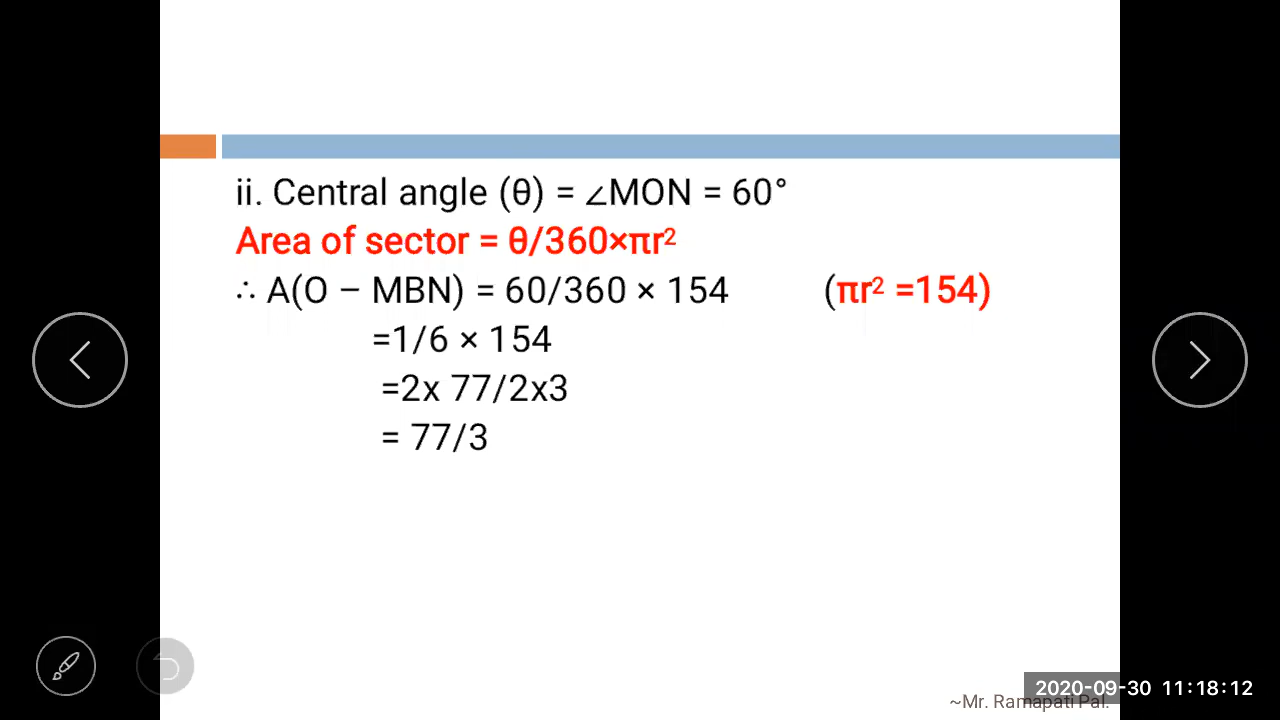 ii. Central angle (θ) = ∠MON = 60°
Area of sector = θ/360×πr²
∴ A(O – MBN) = 60/360 × 154 (πr² =154)
=1/6 × 154
=2x 77/2x3
= 77/3
2020-09-30 11:18:12
~Mr. Ramapati Pal.